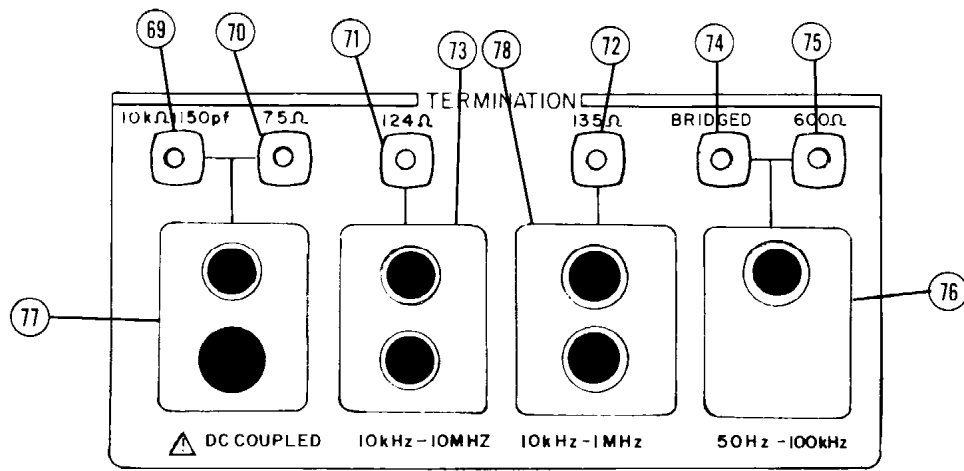 69 70 71 73 78 72 74 75
TERMINATION
10kΩ 1150pf 75Ω 124Ω 135Ω BRIDGED 600Ω
77
76
⚠ DC COUPLED 10kHz-10MHZ 10kHz-1MHz 50Hz-100kHz